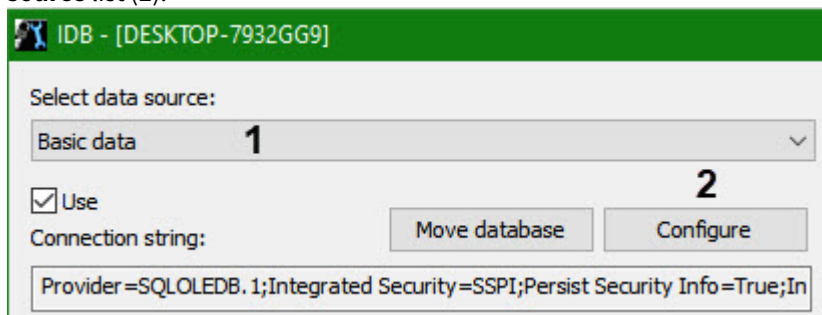 IDB - [DESKTOP-7932GG9]
Select data source:
Basic data 1
2
Use
Connection string:
Move database Configure
Provider=SQLOLEDB.1;Integrated Security=SSPI;Persist Security Info=True;In